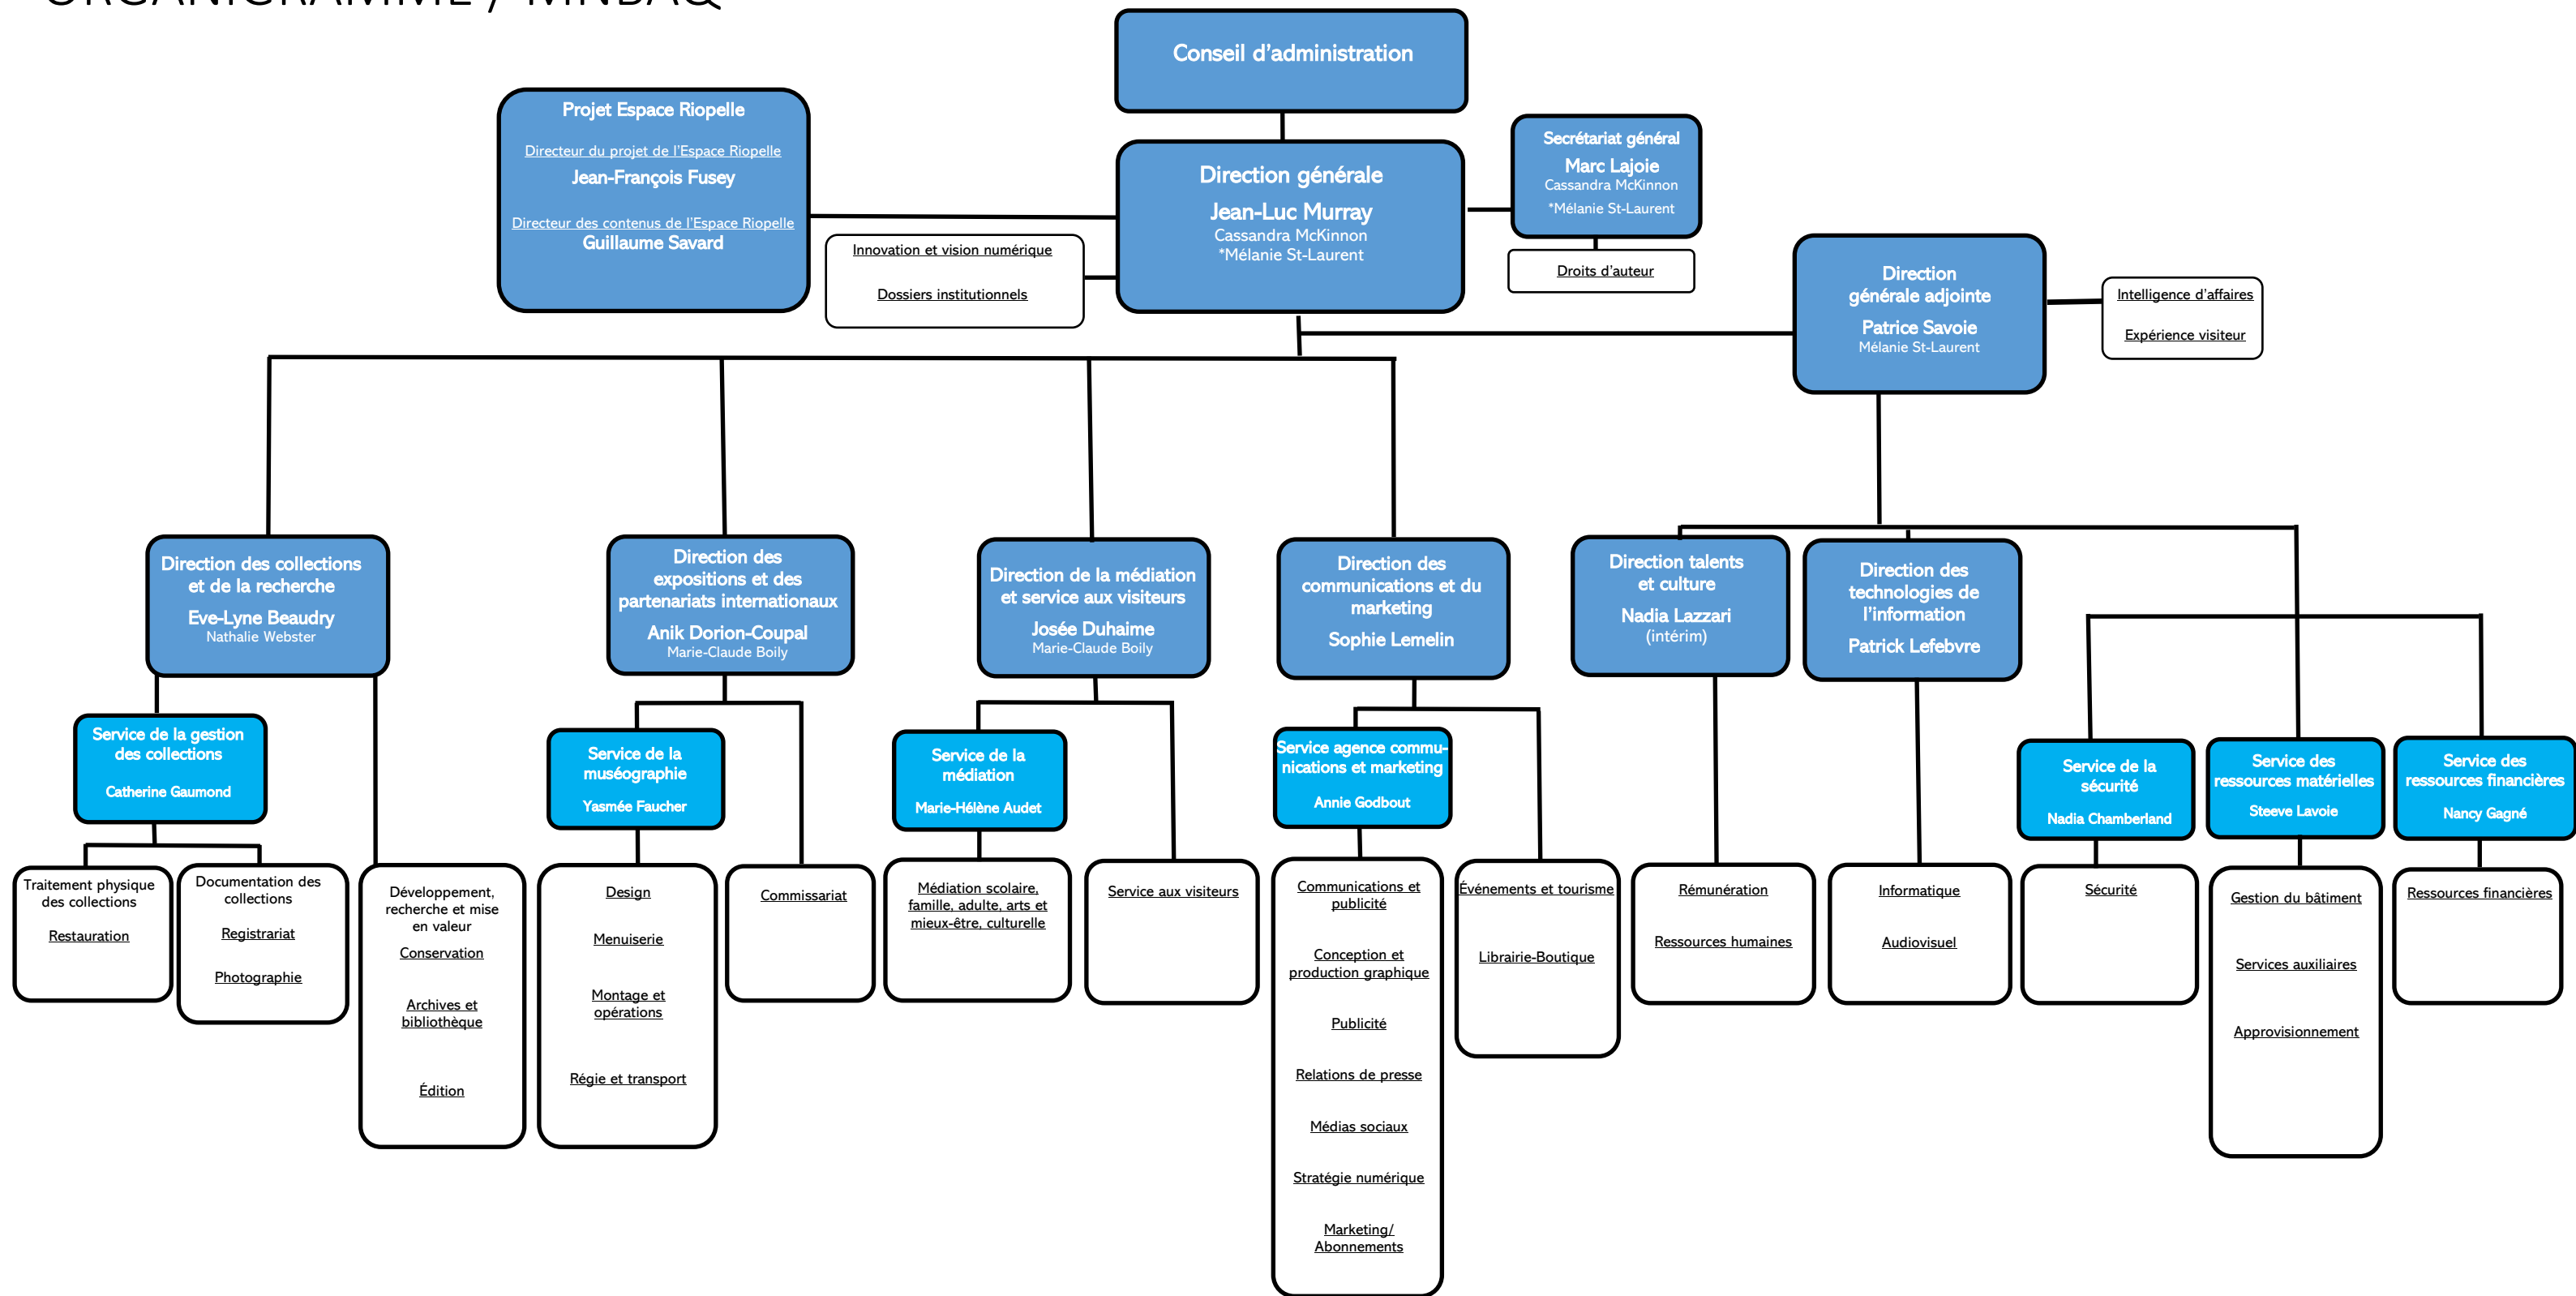 ORGANIGRAMME / MNBAQ
Conseil d’administration
Projet Espace Riopelle
Directeur du projet de l’Espace Riopelle
Jean-François Fusey
Directeur des contenus de l’Espace Riopelle
Guillaume Savard
Direction générale
Jean-Luc Murray
Cassandra McKinnon
*Mélanie St-Laurent
Secrétariat général
Marc Lajoie
Cassandra McKinnon
*Mélanie St-Laurent
Innovation et vision numérique
Dossiers institutionnels
Droits d’auteur
Direction
générale adjointe
Patrice Savoie
Mélanie St-Laurent
Intelligence d’affaires
Expérience visiteur
Direction des collections
et de la recherche
Eve-Lyne Beaudry
Nathalie Webster
Direction des
expositions et des
partenariats internationaux
Anik Dorion-Coupal
Marie-Claude Boily
Direction de la médiation
et service aux visiteurs
Josée Duhaime
Marie-Claude Boily
Direction des
communications et du
marketing
Sophie Lemelin
Direction talents
et culture
Nadia Lazzari
(intérim)
Direction des
technologies de
l’information
Patrick Lefebvre
Service de la gestion
des collections
Catherine Gaumond
Service de la
muséographie
Yasmée Faucher
Service de la
médiation
Marie-Hélène Audet
Service agence commu-
nications et marketing
Annie Godbout
Service de la
sécurité
Nadia Chamberland
Service des
ressources matérielles
Steeve Lavoie
Service des
ressources financières
Nancy Gagné
Traitement physique
des collections
Restauration
Documentation des
collections
Registrariat
Photographie
Développement,
recherche et mise
en valeur
Conservation
Archives et
bibliothèque
Édition
Design
Menuiserie
Montage et
opérations
Régie et transport
Commissariat
Médiation scolaire,
famille, adulte, arts et
mieux-être, culturelle
Service aux visiteurs
Communications et
publicité
Conception et
production graphique
Publicité
Relations de presse
Médias sociaux
Stratégie numérique
Marketing/
Abonnements
Événements et tourisme
Librairie-Boutique
Rémunération
Ressources humaines
Informatique
Audiovisuel
Sécurité
Gestion du bâtiment
Services auxiliaires
Approvisionnement
Ressources financières